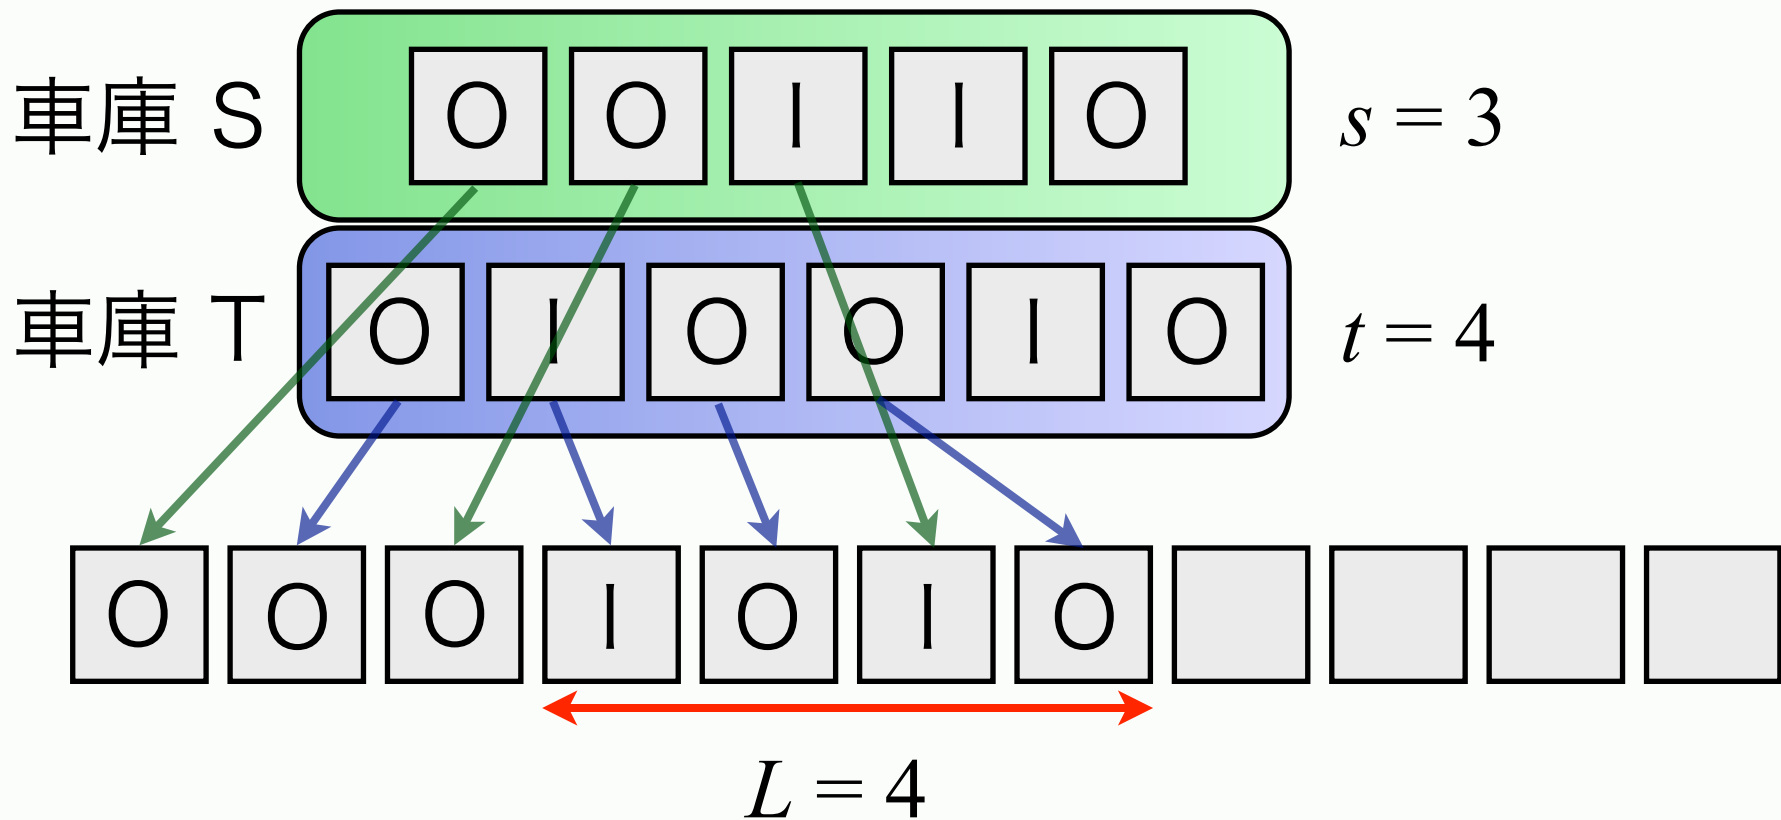 車庫 S O O I I O s = 3
車庫 T O I O O I O t = 4
O O O I O I O
L = 4